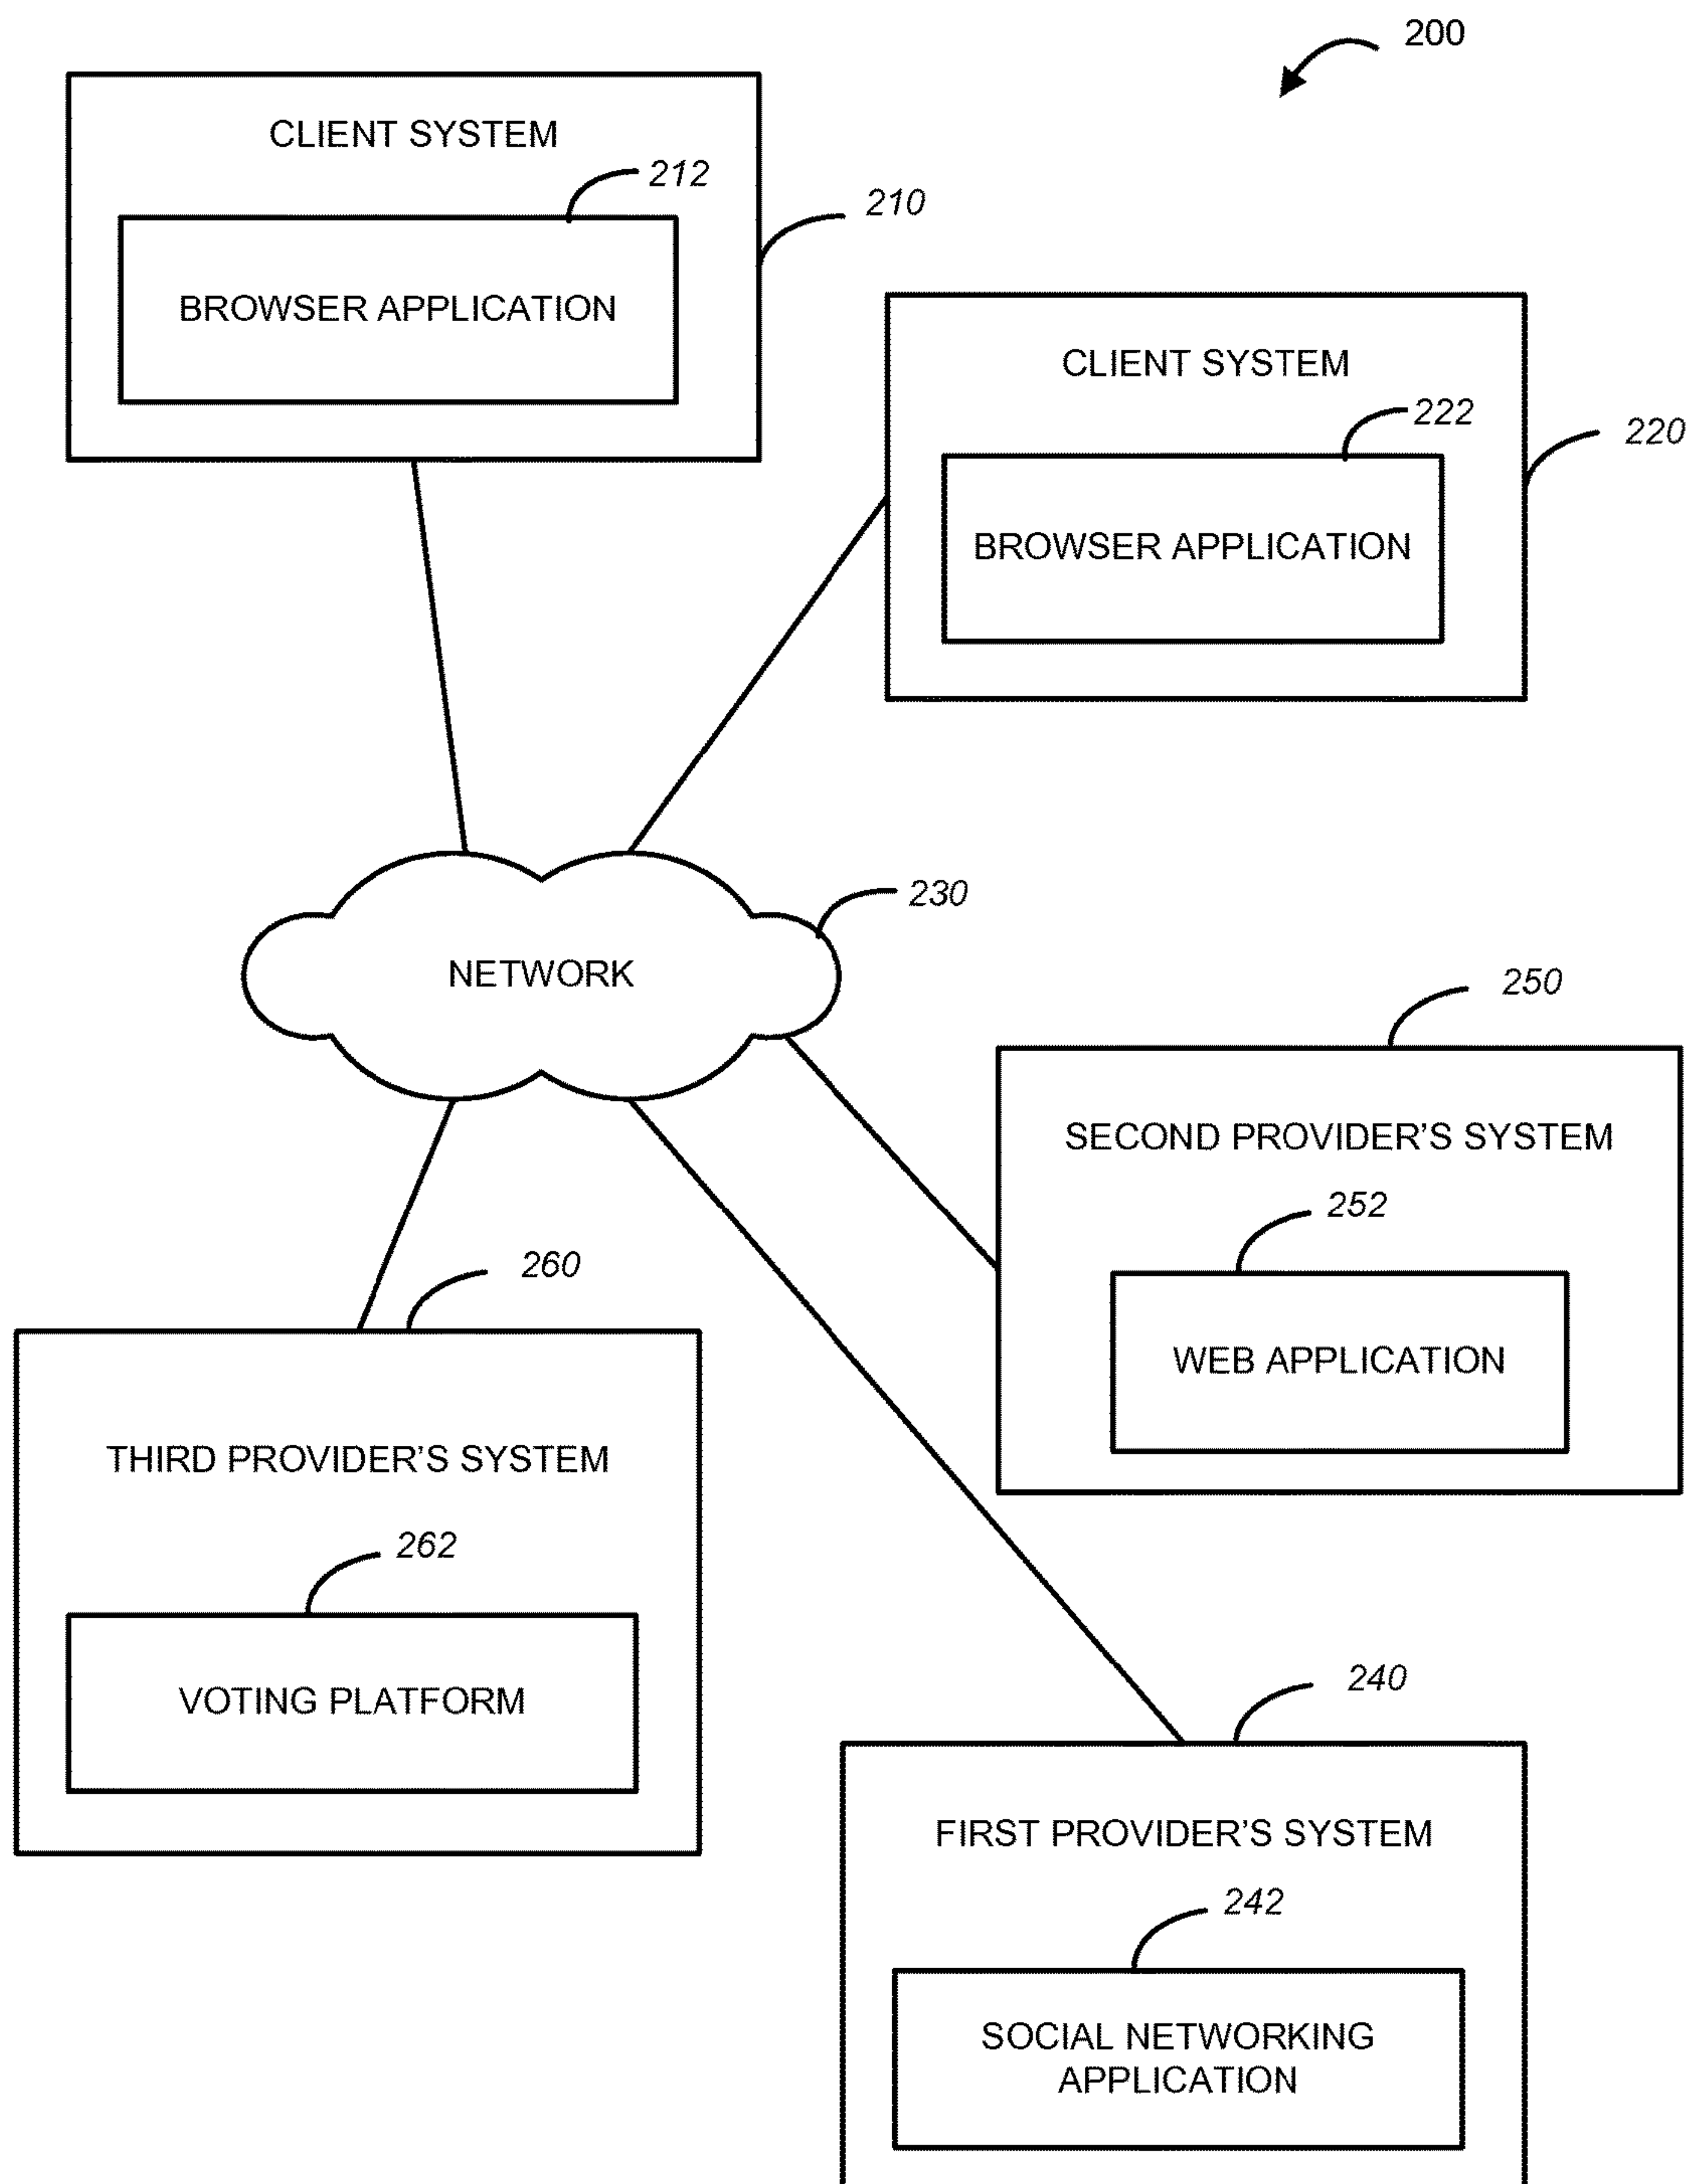 200
CLIENT SYSTEM
212
210
BROWSER APPLICATION
CLIENT SYSTEM
222
220
BROWSER APPLICATION
230
NETWORK
250
SECOND PROVIDER'S SYSTEM
252
WEB APPLICATION
260
THIRD PROVIDER'S SYSTEM
262
VOTING PLATFORM
240
FIRST PROVIDER'S SYSTEM
242
SOCIAL NETWORKING
APPLICATION